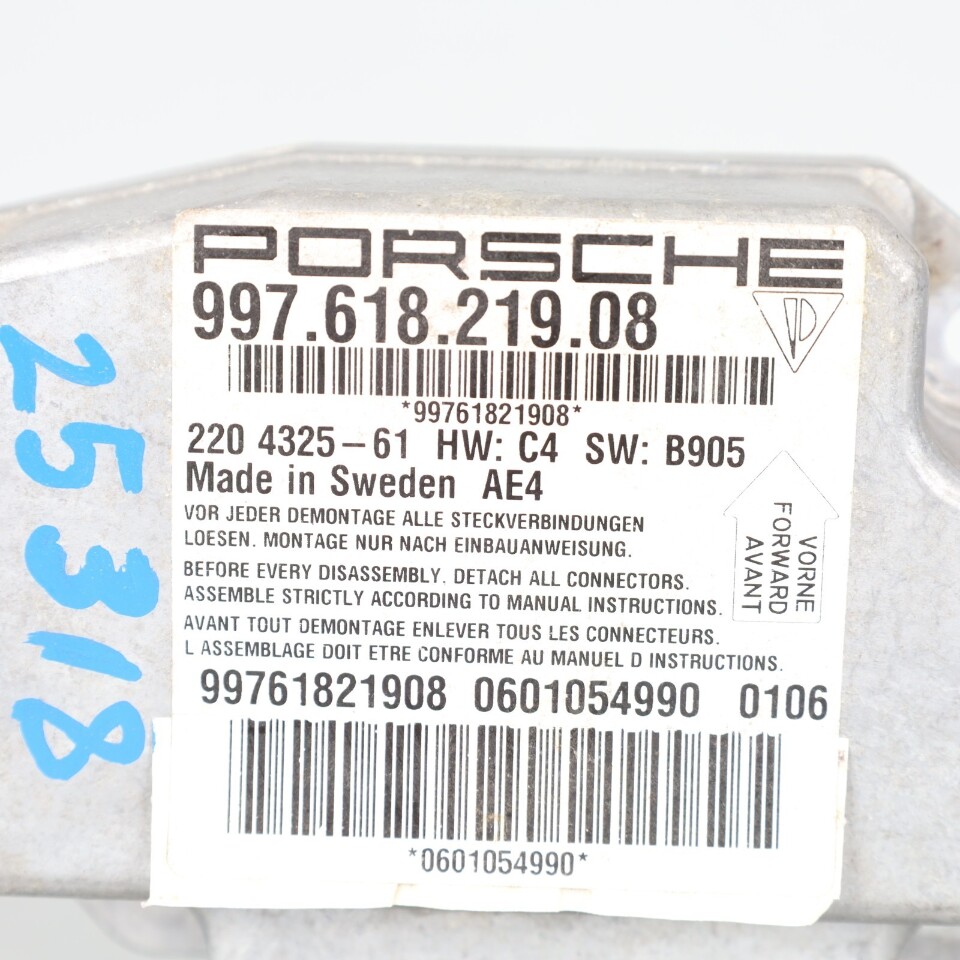 PORSCHE
997.618.219.08
*99761821908*
220 4325-61 HW: C4 SW: B905
Made in Sweden AE4
VOR JEDER DEMONTAGE ALLE STECKVERBINDUNGEN
LOESEN. MONTAGE NUR NACH EINBAUANWEISUNG.
BEFORE EVERY DISASSEMBLY. DETACH ALL CONNECTORS.
ASSEMBLE STRICTLY ACCORDING TO MANUAL INSTRUCTIONS.
AVANT TOUT DEMONTAGE ENLEVER TOUS LES CONNECTEURS.
L ASSEMBLAGE DOIT ETRE CONFORME AU MANUEL D INSTRUCTIONS.
VORNE
FORWARD
AVANT
99761821908 0601054990 0106
*0601054990*
25318